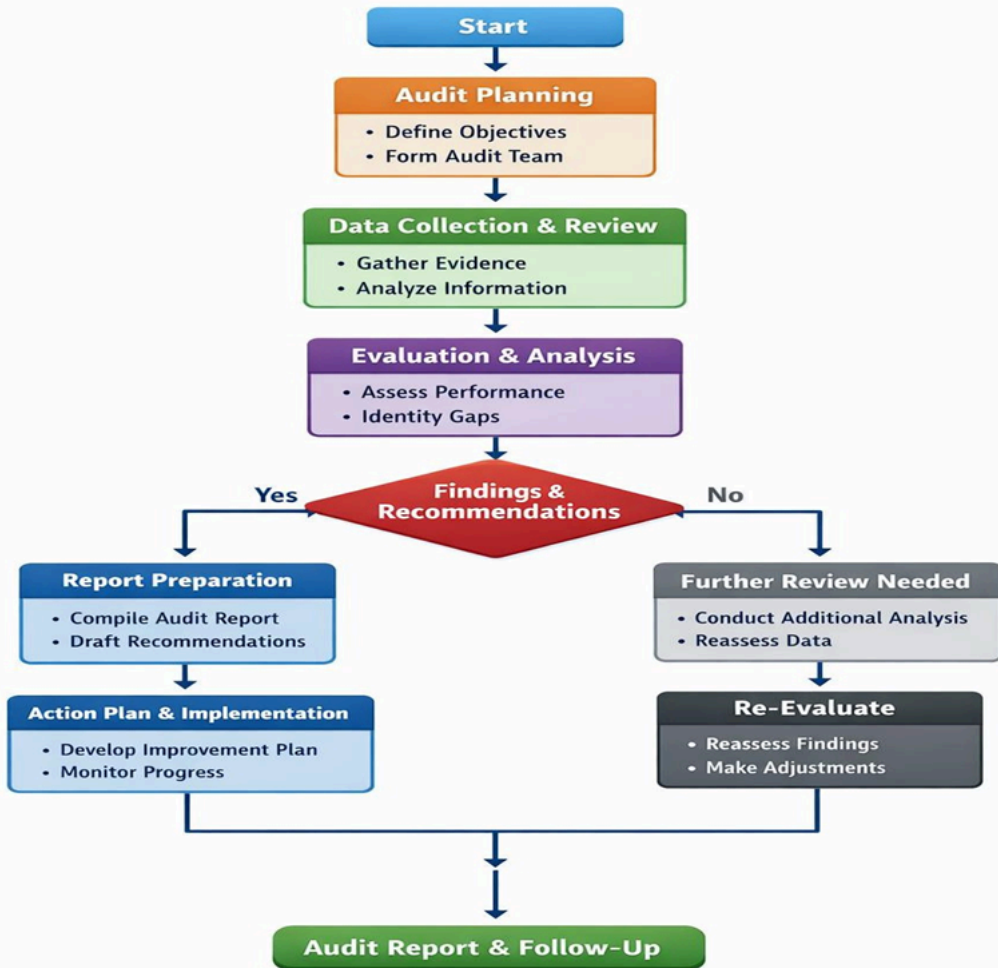 Start
Audit Planning
• Define Objectives
• Form Audit Team
Data Collection & Review
• Gather Evidence
• Analyze Information
Evaluation & Analysis
• Assess Performance
• Identity Gaps
Findings &
Recommendations
Yes
No
Report Preparation
• Compile Audit Report
• Draft Recommendations
Action Plan & Implementation
• Develop Improvement Plan
• Monitor Progress
Further Review Needed
• Conduct Additional Analysis
• Reassess Data
Re-Evaluate
• Reassess Findings
• Make Adjustments
Audit Report & Follow-Up